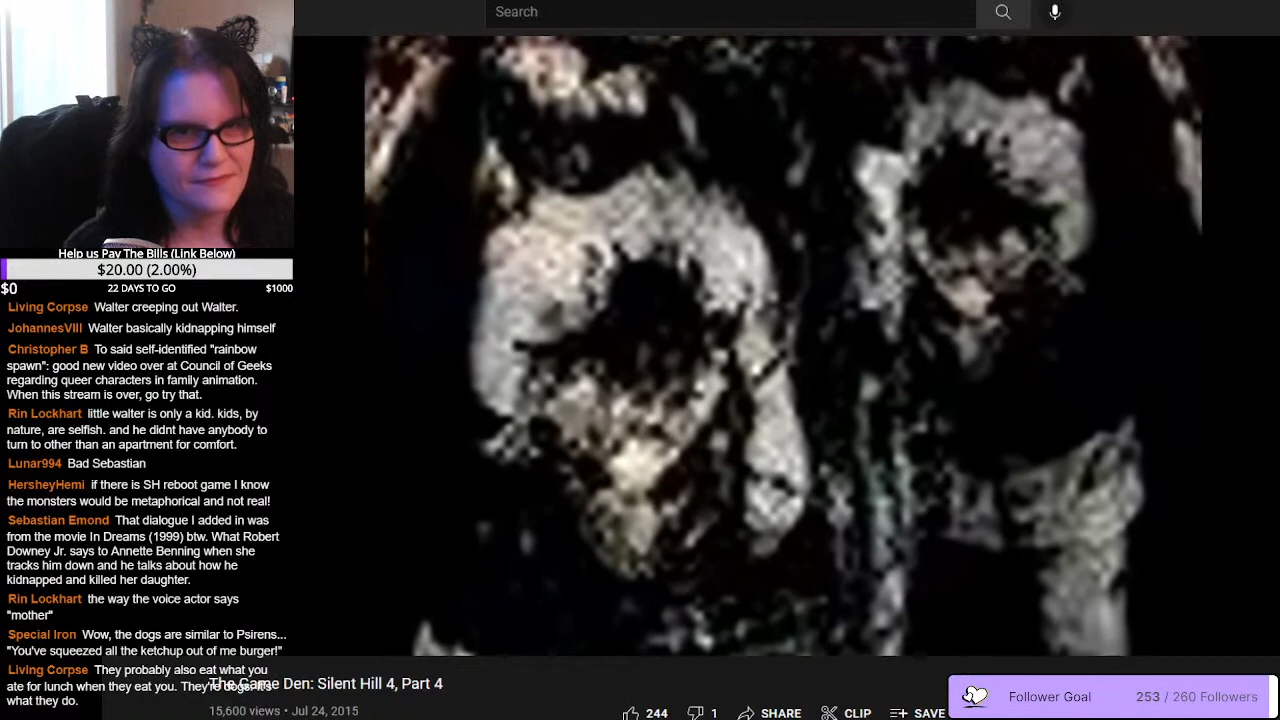 Search
Help us Pay The Bills (Link Below)
$20.00 (2.00%)
$0 22 DAYS TO GO $1000
Living Corpse Walter creeping out Walter.
JohannesVIII Walter basically kidnapping himself
Christopher B To said self-identified "rainbow
spawn": good new video over at Council of Geeks
regarding queer characters in family animation.
When this stream is over, go try that.
Rin Lockhart little walter is only a kid. kids, by
nature, are selfish. and he didnt have anybody to
turn to other than an apartment for comfort.
Lunar994 Bad Sebastian
HersheyHemi if there is SH reboot game I know
the monsters would be metaphorical and not real!
Sebastian Emond That dialogue I added in was
from the movie In Dreams (1999) btw. What Robert
Downey Jr. says to Annette Benning when she
tracks him down and he talks about how he
kidnapped and killed her daughter.
Rin Lockhart the way the voice actor says
"mother"
Special Iron Wow, the dogs are similar to Psirens...
"You've squeezed all the ketchup out of me burger!"
Living Corpse They probably also eat what you
ate for lunch when they eat you. They're dogs. It's
what they do.
The Game Den: Silent Hill 4, Part 4
15,600 views • Jul 24, 2015
244 1 SHARE CLIP SAVE
Follower Goal 253 / 260 Followers